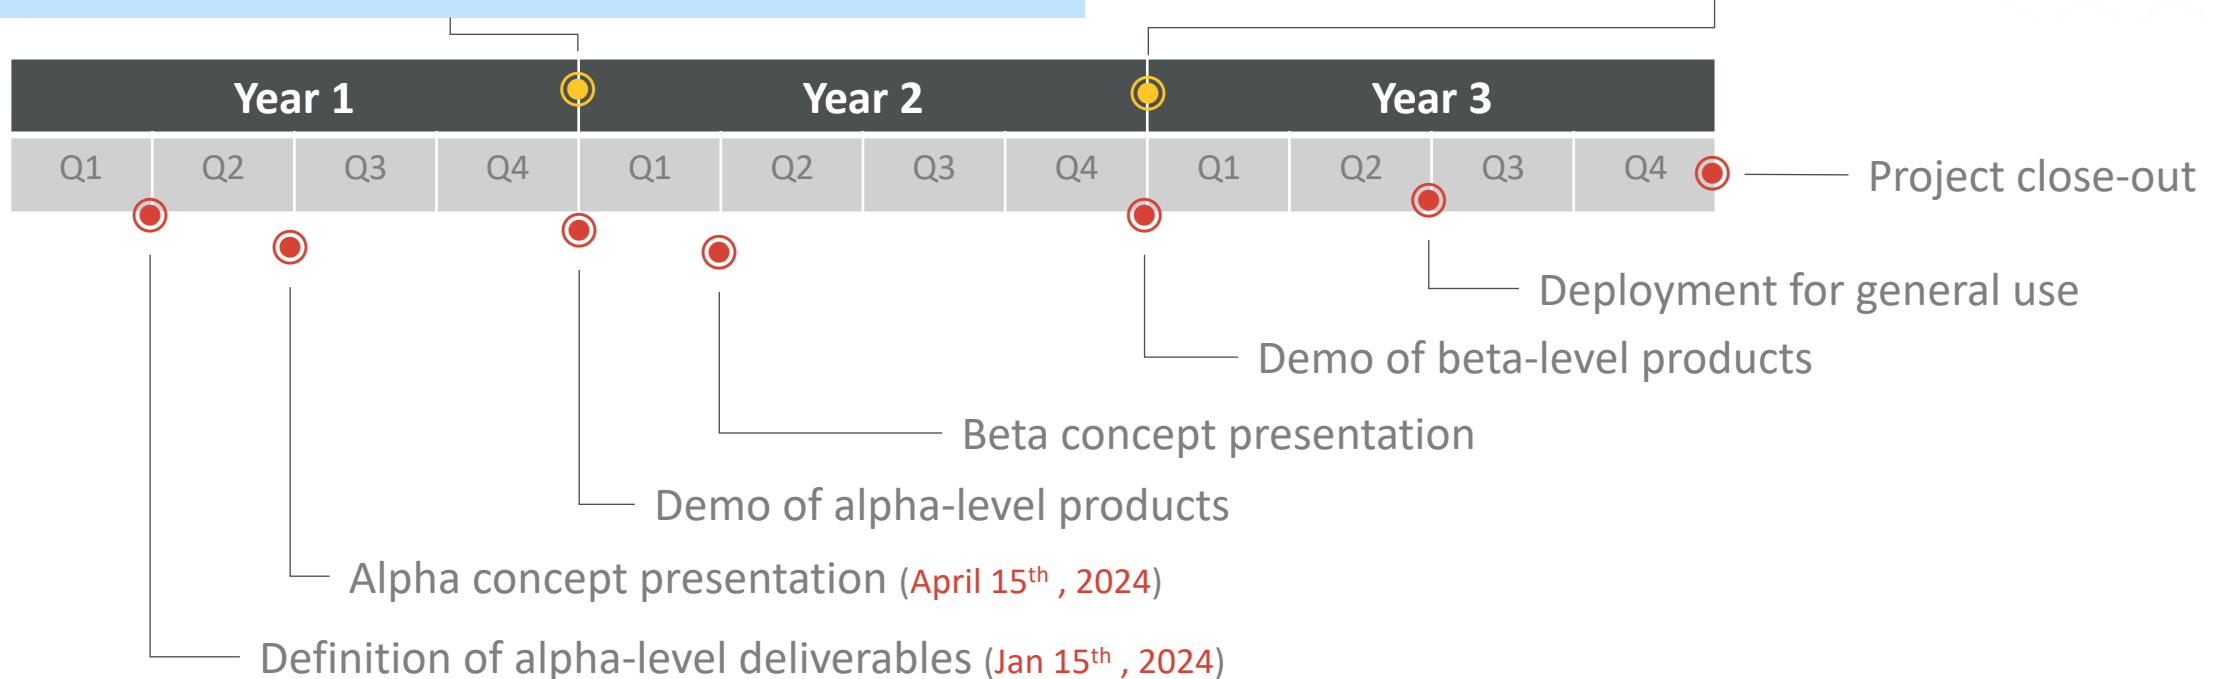 Year 1 Year 2 Year 3
Q1 Q2 Q3 Q4 Q1 Q2 Q3 Q4 Q1 Q2 Q3 Q4
Project close-out
Deployment for general use
Demo of beta-level products
Beta concept presentation
Demo of alpha-level products
Alpha concept presentation (April 15th , 2024)
Definition of alpha-level deliverables (Jan 15th , 2024)